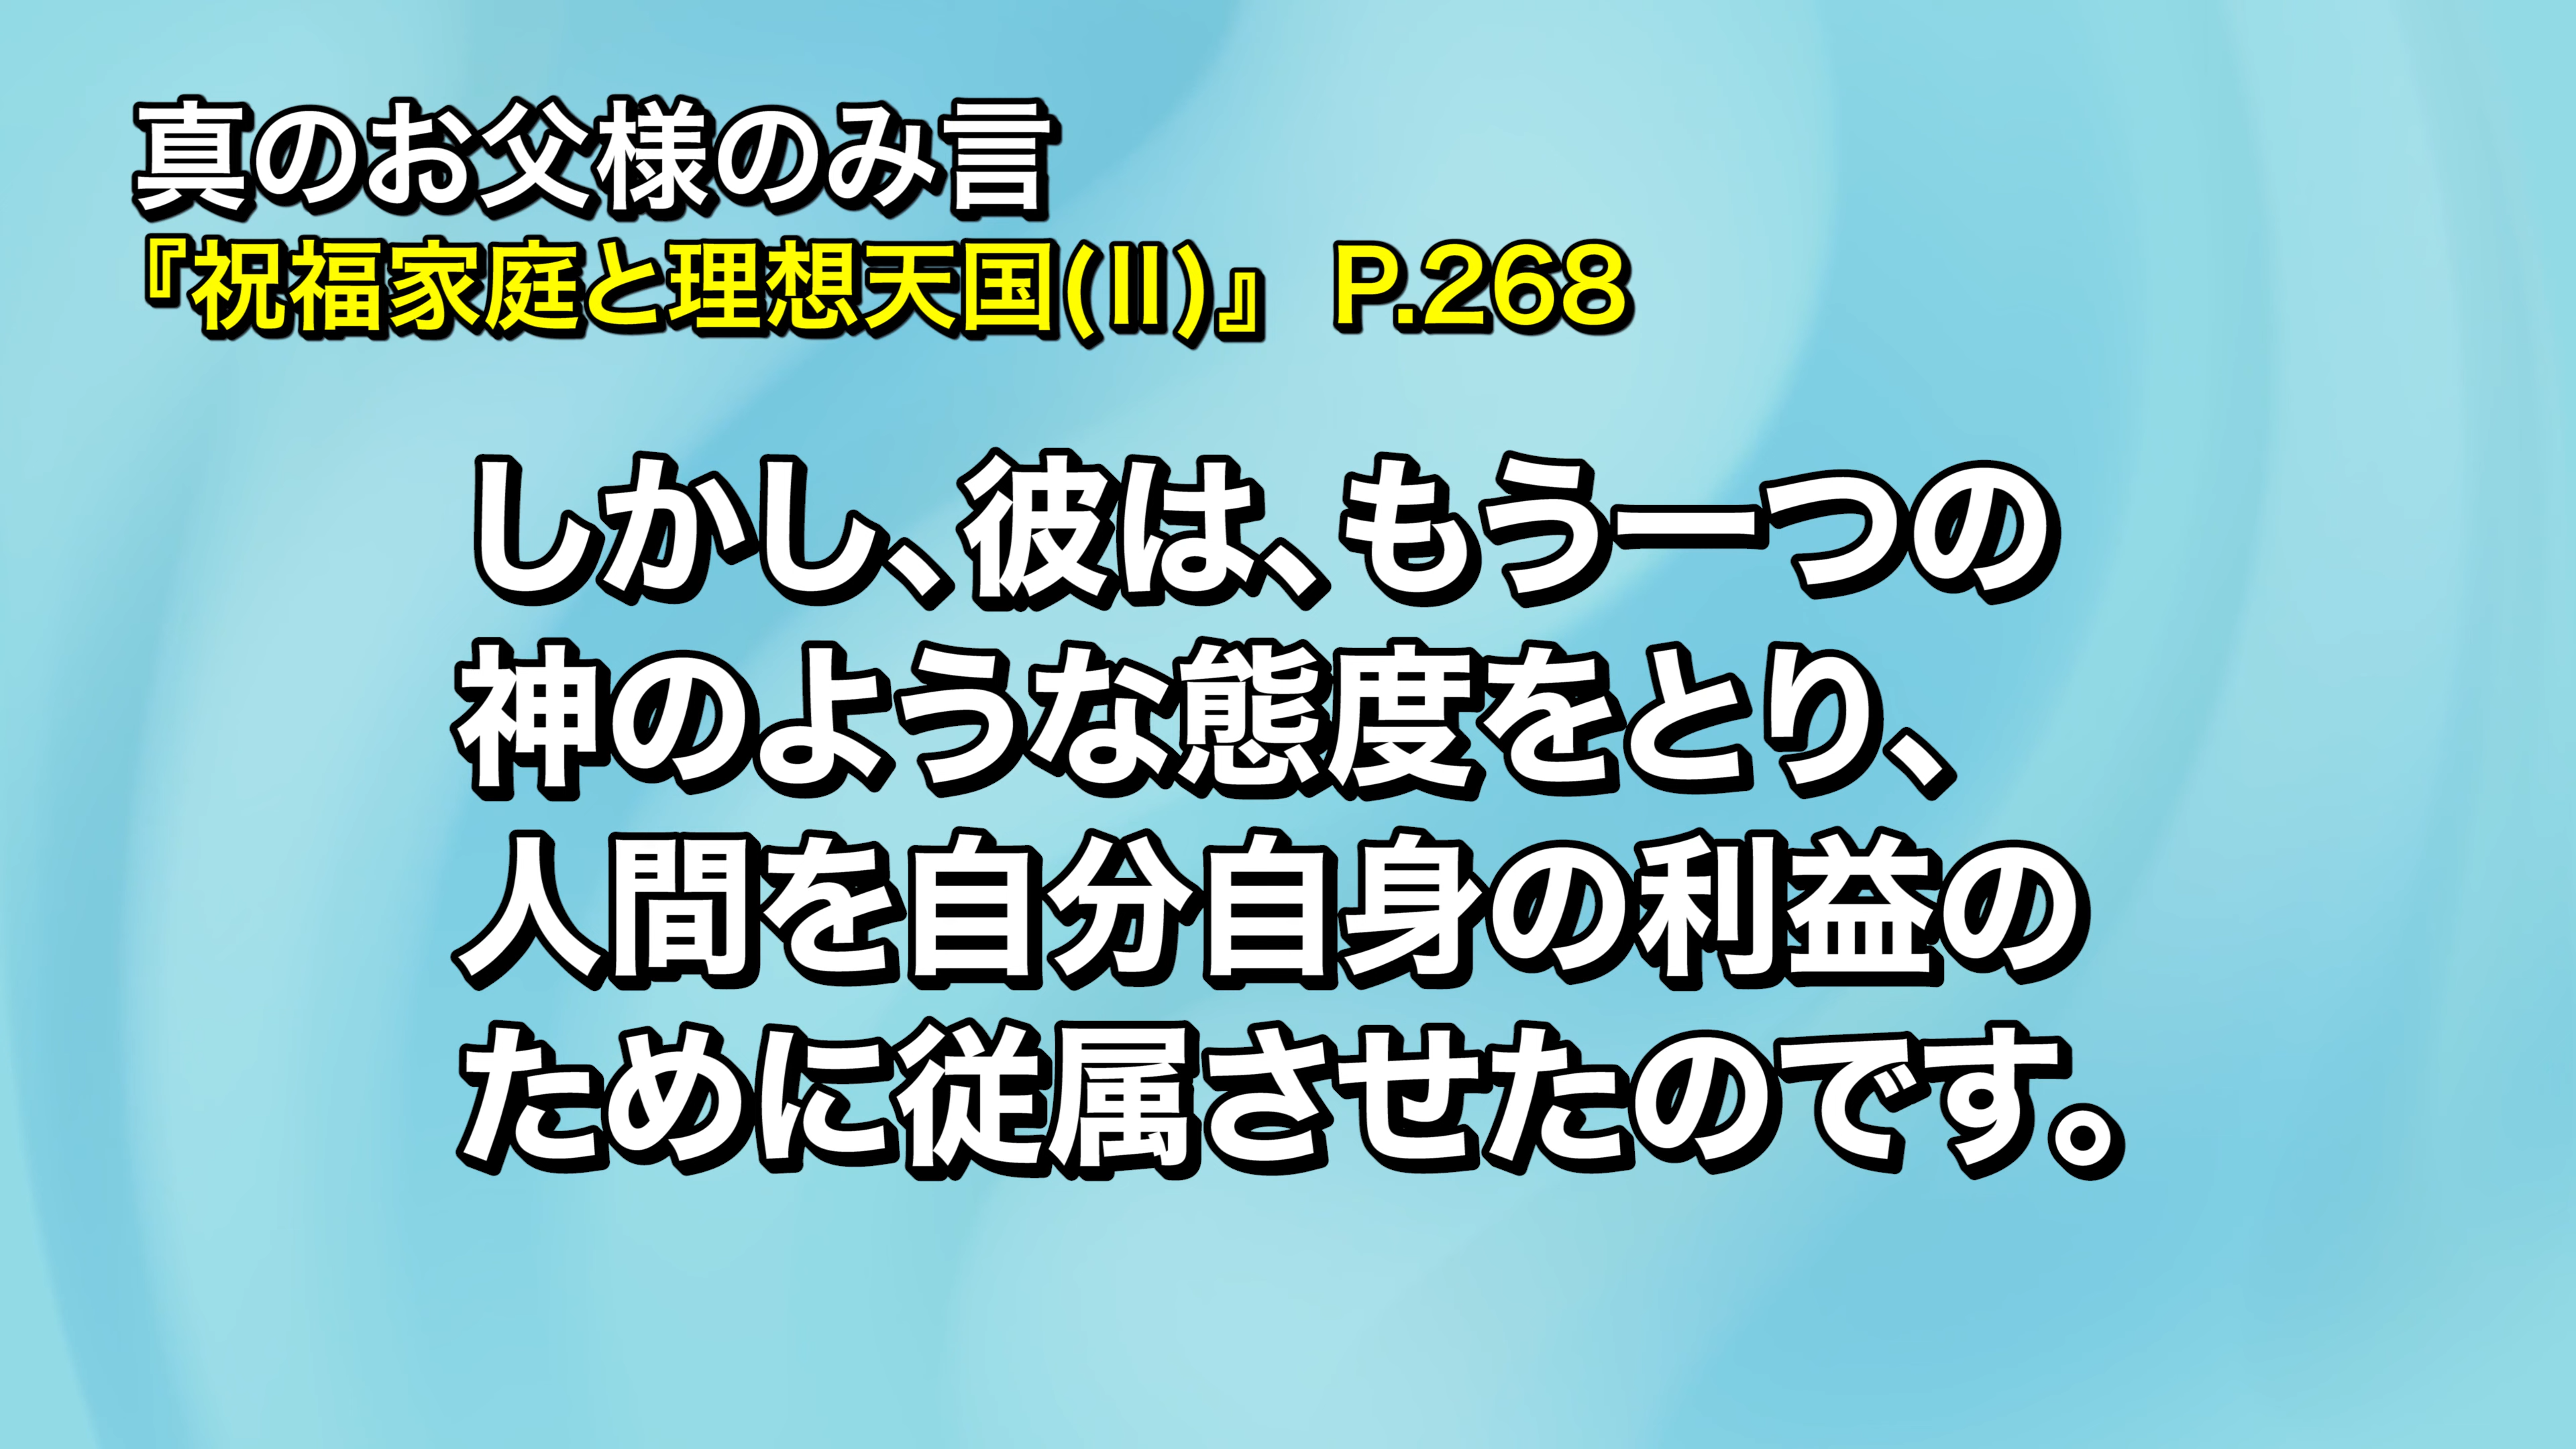 真のお父様のみ言
『祝福家庭と理想天国(II)』 P.268
しかし、彼は、もう一つの
神のような態度をとり、
人間を自分自身の利益の
ために従属させたのです。